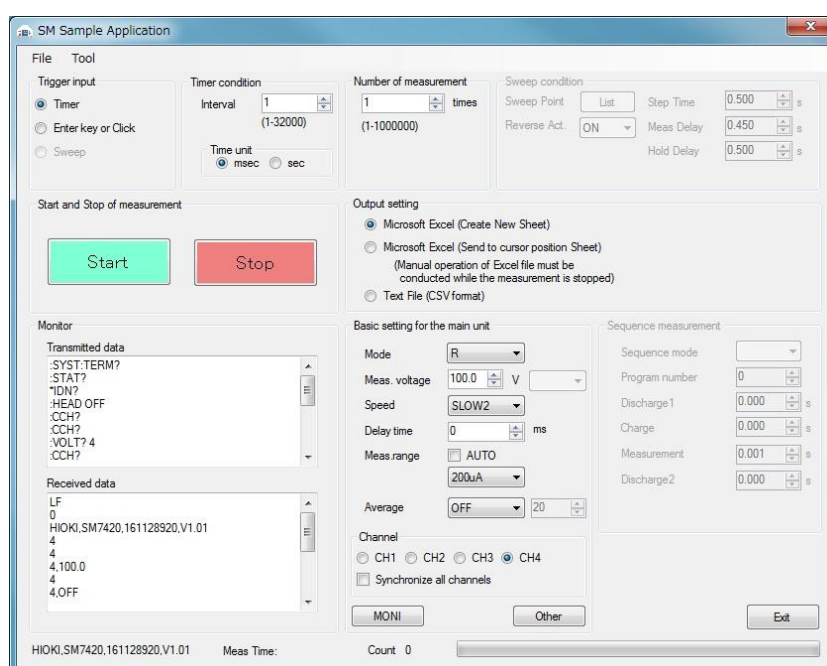 SM Sample Application
File Tool
Trigger input
Timer
Enter key or Click
Sweep
Timer condition
Interval 1
(1-32000)
Time unit
msec sec
Number of measurement
1 times
(1-1000000)
Sweep condition
Sweep Point List Step Time 0.500 s
Reverse Act. ON Meas Delay 0.450 s
Hold Delay 0.500 s
Start and Stop of measurement
Start Stop
Output setting
Microsoft Excel (Create New Sheet)
Microsoft Excel (Send to cursor position Sheet)
(Manual operation of Excel file must be
conducted while the measurement is stopped)
Text File (CSV format)
Monitor
Transmitted data
:SYST:TERM?
:STAT?
*IDN?
:HEAD OFF
:CCH?
:CCH?
:VOLT? 4
:CCH?
Received data
LF
0
HIOKI,SM7420,161128920,V1.01
4
4
4,100.0
4
4,OFF
Basic setting for the main unit
Mode R
Meas. voltage 100.0 V
Speed SLOW2
Delay time 0 ms
Meas.range AUTO
200uA
Average OFF 20
Channel
CH1 CH2 CH3 CH4
Synchronize all channels
MONI Other
Sequence measurement
Sequence mode
Program number 0
Discharge1 0.000 s
Charge 0.000 s
Measurement 0.001 s
Discharge2 0.000 s
Exit
HIOKI,SM7420,161128920,V1.01 Meas Time: Count 0